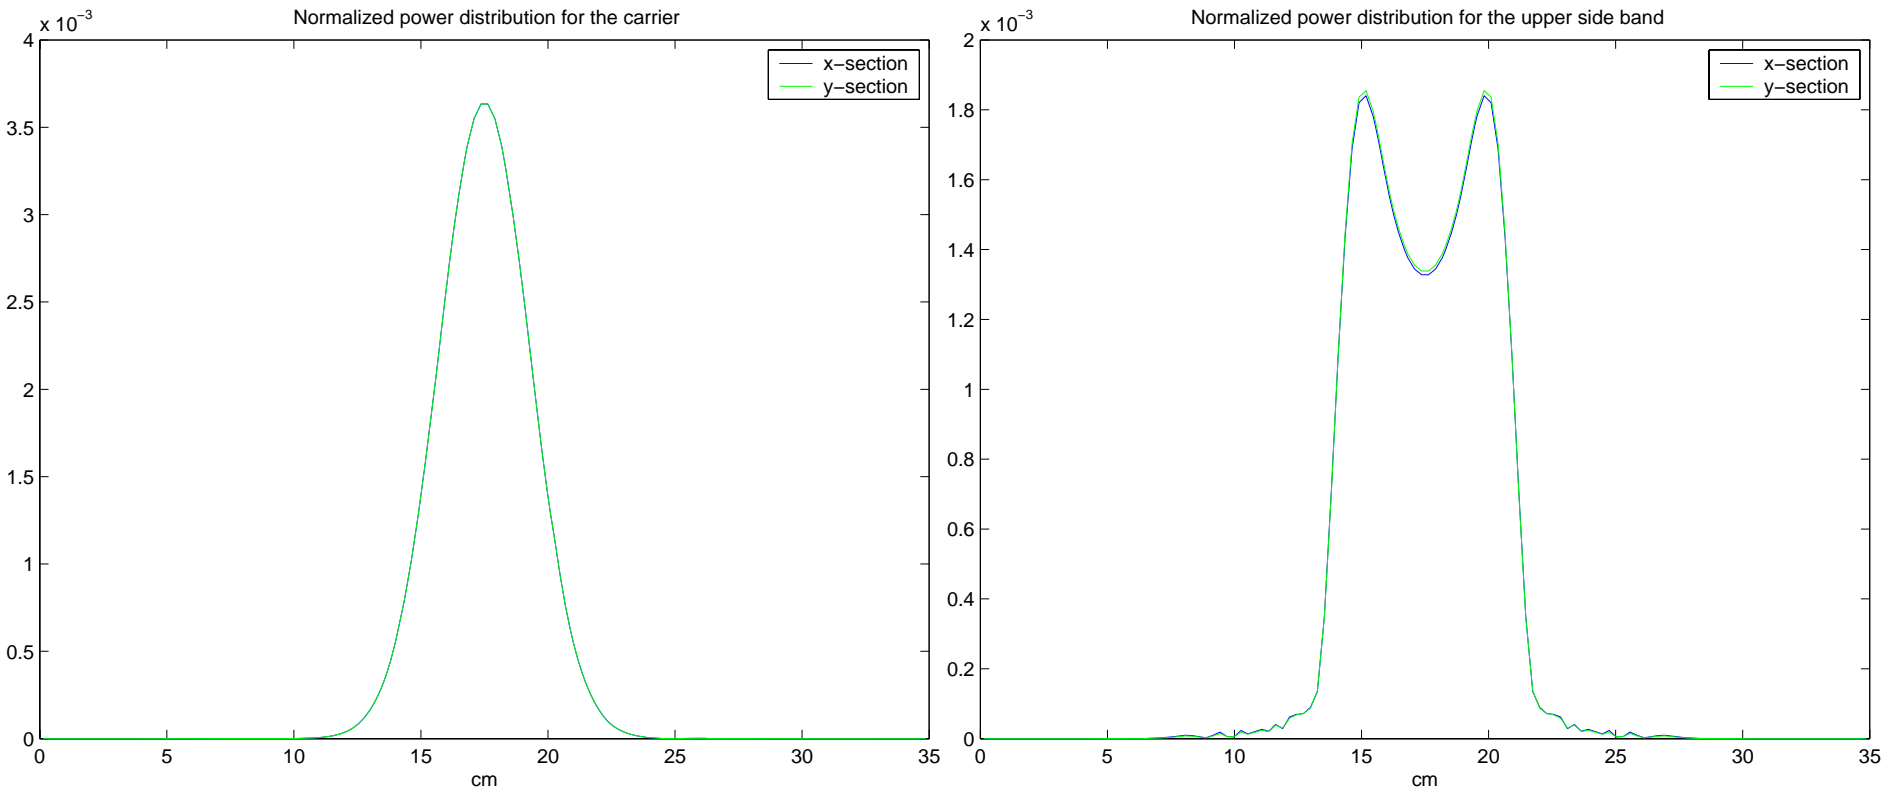 Normalized power distribution for the carrier
x 10⁻³
4
3.5
3
2.5
2
1.5
1
0.5
0
0 5 10 15 20 25 30 35
cm
x−section
y−section
Normalized power distribution for the upper side band
x 10⁻³
2
1.8
1.6
1.4
1.2
1
0.8
0.6
0.4
0.2
0
0 5 10 15 20 25 30 35
cm
x−section
y−section